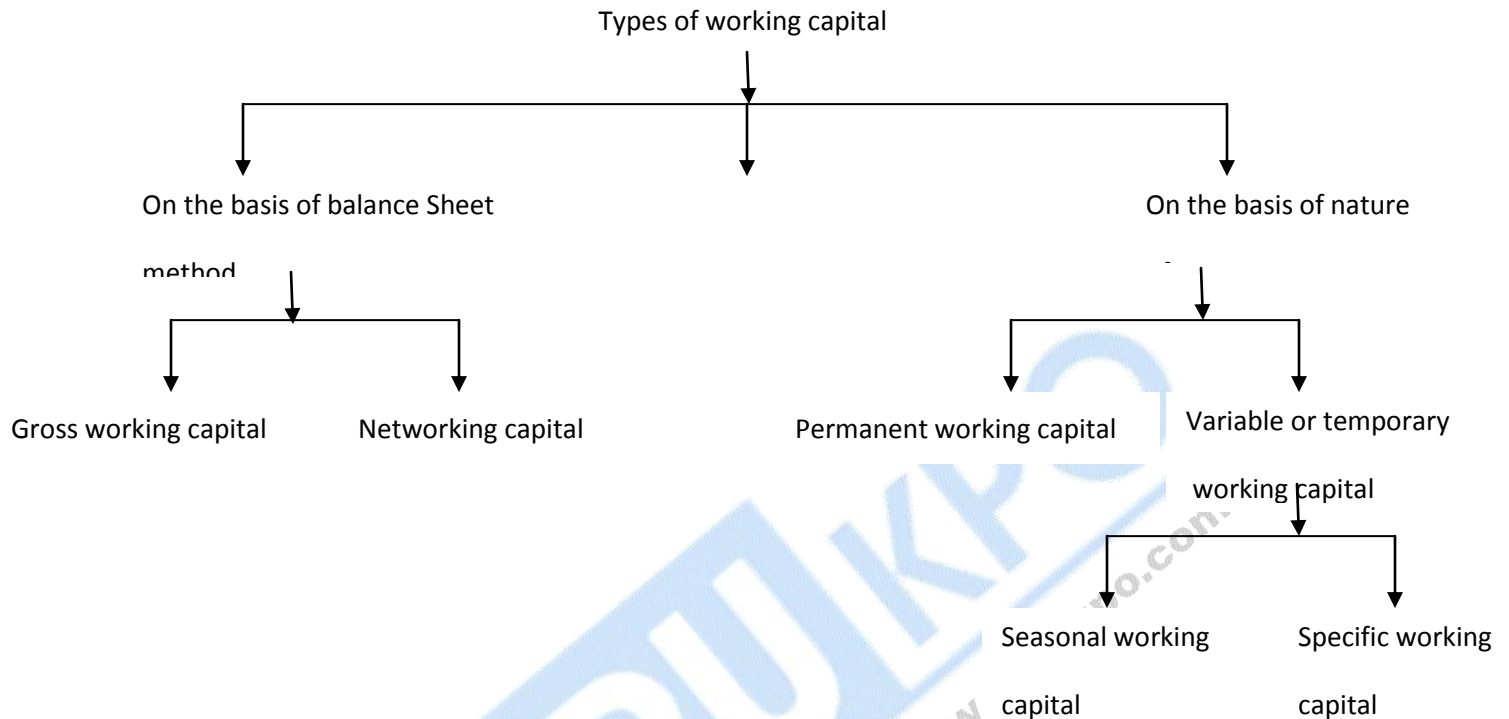 Types of working capital
On the basis of balance Sheet
method
On the basis of nature
Gross working capital
Networking capital
Permanent working capital
Variable or temporary
working capital
Seasonal working
capital
Specific working
capital